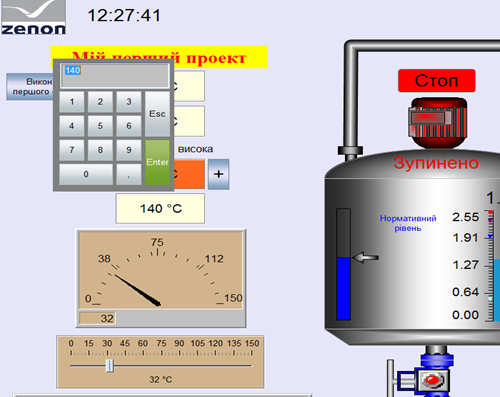 zenon
12:27:41
Мій перший проект
Стоп
140
1 2 3 Esc
4 5 6
7 8 9 Enter
0 .
Викон
першого
C
C
висока
C +
140 °C
Зупинено
Нормативний
рівень
1.
2.55
1.91
1.27
0.64
0.00
0 38 75 112 150
32
0 15 30 45 60 75 90 105 120 135 150
32 °C